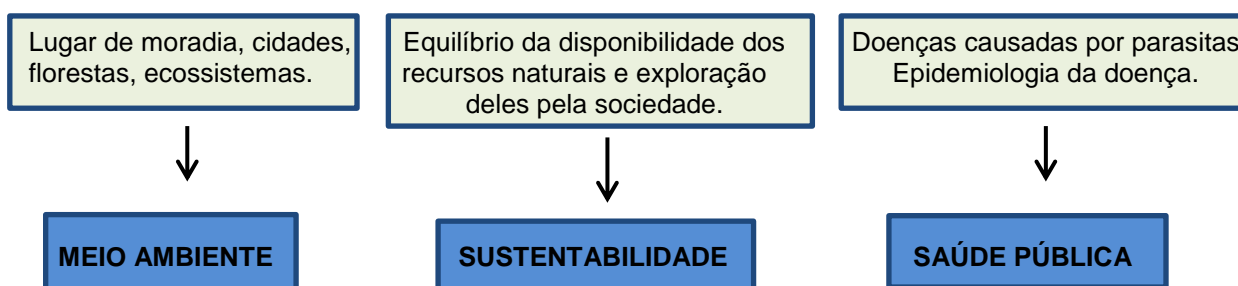 Lugar de moradia, cidades,
florestas, ecossistemas.
Equilíbrio da disponibilidade dos
recursos naturais e exploração
deles pela sociedade.
Doenças causadas por parasitas
Epidemiologia da doença.
MEIO AMBIENTE
SUSTENTABILIDADE
SAÚDE PÚBLICA